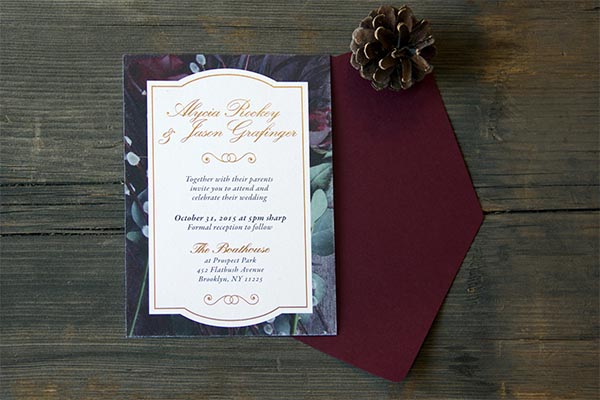 Alycia Rockey
& Jason Grafinger
Together with their parents
invite you to attend and
celebrate their wedding
October 31, 2015 at 5pm sharp
Formal reception to follow
The Boathouse
at Prospect Park
452 Flatbush Avenue
Brooklyn, NY 11225